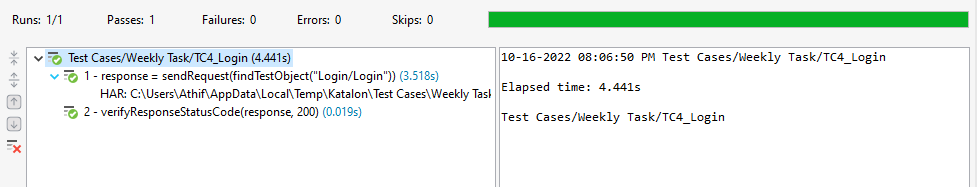 Runs: 1/1 Passes: 1 Failures: 0 Errors: 0 Skips: 0
Test Cases/Weekly Task/TC4_Login (4.441s)
1 - response = sendRequest(findTestObject("Login/Login")) (3.518s)
HAR: C:\Users\Athif\AppData\Local\Temp\Katalon\Test Cases\Weekly Task
2 - verifyResponseStatusCode(response, 200) (0.019s)
10-16-2022 08:06:50 PM Test Cases/Weekly Task/TC4_Login
Elapsed time: 4.441s
Test Cases/Weekly Task/TC4_Login